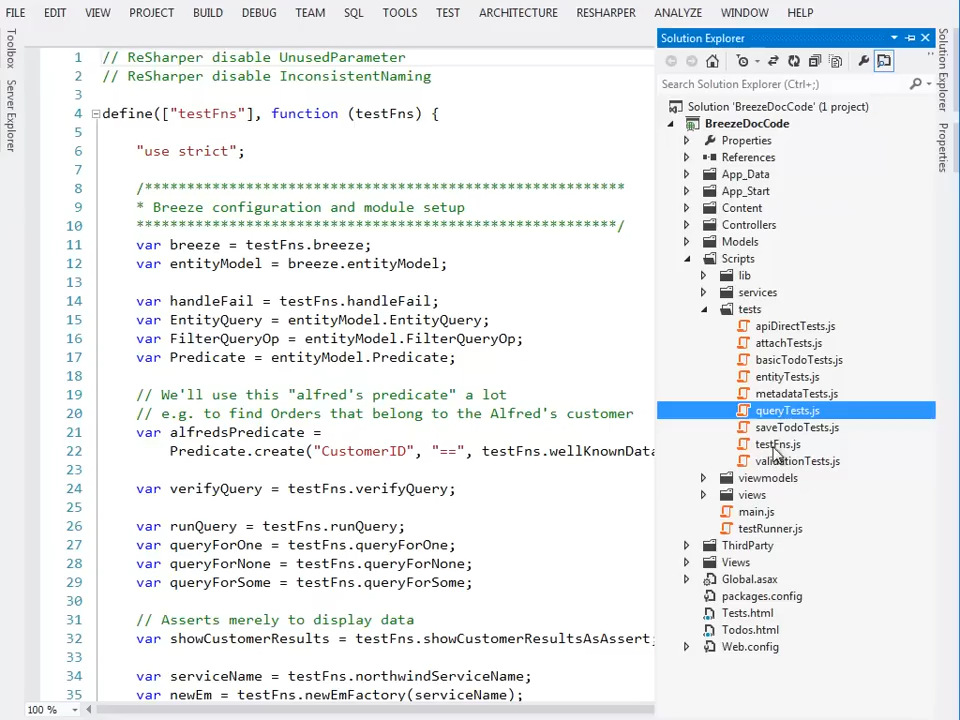 FILE EDIT VIEW PROJECT BUILD DEBUG TEAM SQL TOOLS TEST ARCHITECTURE RESHARPER ANALYZE WINDOW HELP
Toolbox
Server Explorer
1 // ReSharper disable UnusedParameter
2 // ReSharper disable InconsistentNaming
3
4 define(["testFns"], function (testFns) {
5
6 "use strict";
7
8 /*********************************************************
9 * Breeze configuration and module setup
10 *********************************************************/
11 var breeze = testFns.breeze;
12 var entityModel = breeze.entityModel;
13
14 var handleFail = testFns.handleFail;
15 var EntityQuery = entityModel.EntityQuery;
16 var FilterQueryOp = entityModel.FilterQueryOp;
17 var Predicate = entityModel.Predicate;
18
19 // We'll use this "alfred's predicate" a lot
20 // e.g. to find Orders that belong to the Alfred's customer
21 var alfredsPredicate =
22 Predicate.create("CustomerID", "==", testFns.wellKnownData
23
24 var verifyQuery = testFns.verifyQuery;
25
26 var runQuery = testFns.runQuery;
27 var queryForOne = testFns.queryForOne;
28 var queryForNone = testFns.queryForNone;
29 var queryForSome = testFns.queryForSome;
30
31 // Asserts merely to display data
32 var showCustomerResults = testFns.showCustomerResultsAsAssert;
33
34 var serviceName = testFns.northwindServiceName;
35 var newEm = testFns.newEmFactory(serviceName);
100 %
Solution Explorer
Search Solution Explorer (Ctrl+;)
Solution 'BreezeDocCode' (1 project)
BreezeDocCode
Properties
References
App_Data
App_Start
Content
Controllers
Models
Scripts
lib
services
tests
apiDirectTests.js
attachTests.js
basicTodoTests.js
entityTests.js
metadataTests.js
queryTests.js
saveTodoTests.js
testFns.js
validationTests.js
viewmodels
views
main.js
testRunner.js
ThirdParty
Views
Global.asax
packages.config
Tests.html
Todos.html
Web.config
Solution Explorer
Properties